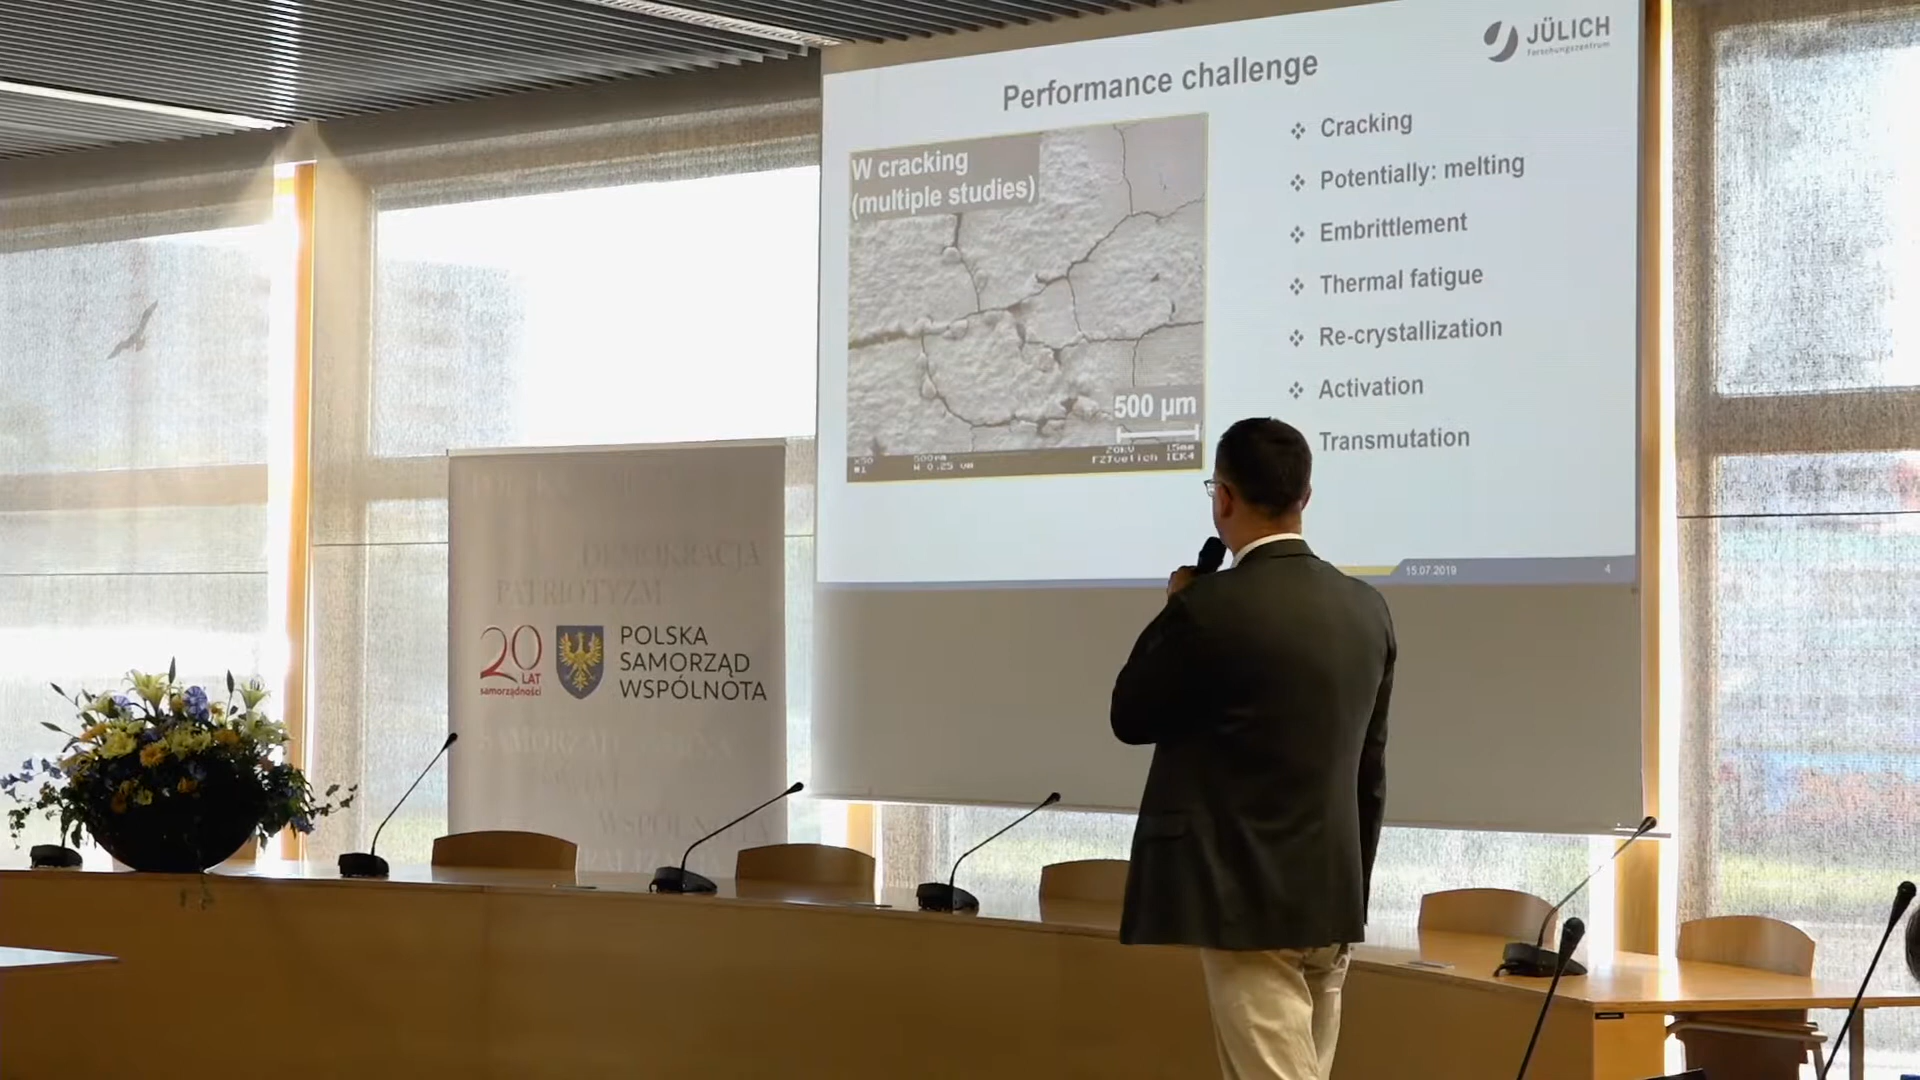 JÜLICH
Forschungszentrum
Performance challenge
W cracking
(multiple studies)
500 µm
Cracking
Potentially: melting
Embrittlement
Thermal fatigue
Re-crystallization
Activation
Transmutation
15.07.2019
4
DEMOKRACJA
PATRIOTYZM
20
LAT
samorządności
POLSKA
SAMORZĄD
WSPÓLNOTA
WSPÓLNOTA